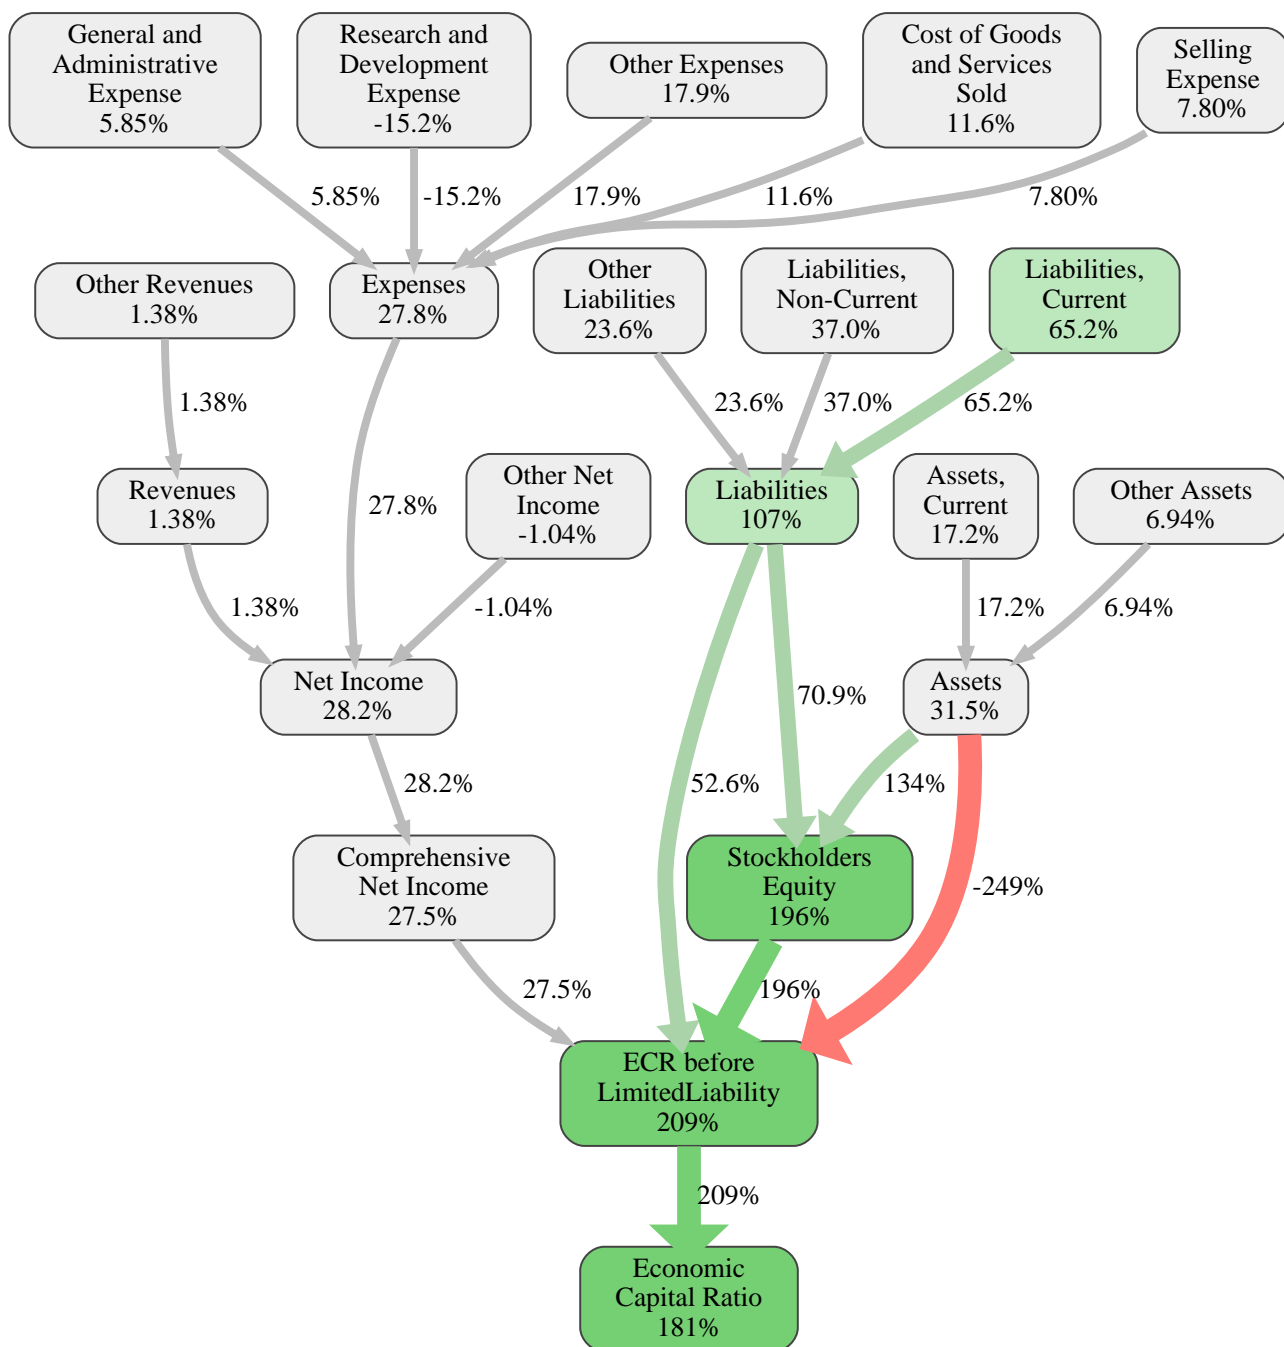 General and
Administrative
Expense
5.85%
Research and
Development
Expense
-15.2%
Other Expenses
17.9%
Cost of Goods
and Services
Sold
11.6%
Selling
Expense
7.80%
5.85%
-15.2%
17.9%
11.6%
7.80%
Other Revenues
1.38%
Expenses
27.8%
Other
Liabilities
23.6%
Liabilities,
Non-Current
37.0%
Liabilities,
Current
65.2%
1.38%
23.6%
37.0%
65.2%
Revenues
1.38%
27.8%
Other Net
Income
-1.04%
Liabilities
107%
Assets,
Current
17.2%
Other Assets
6.94%
1.38%
-1.04%
17.2%
6.94%
Net Income
28.2%
70.9%
Assets
31.5%
28.2%
52.6%
134%
Comprehensive
Net Income
27.5%
Stockholders
Equity
196%
-249%
27.5%
196%
ECR before
LimitedLiability
209%
209%
Economic
Capital Ratio
181%